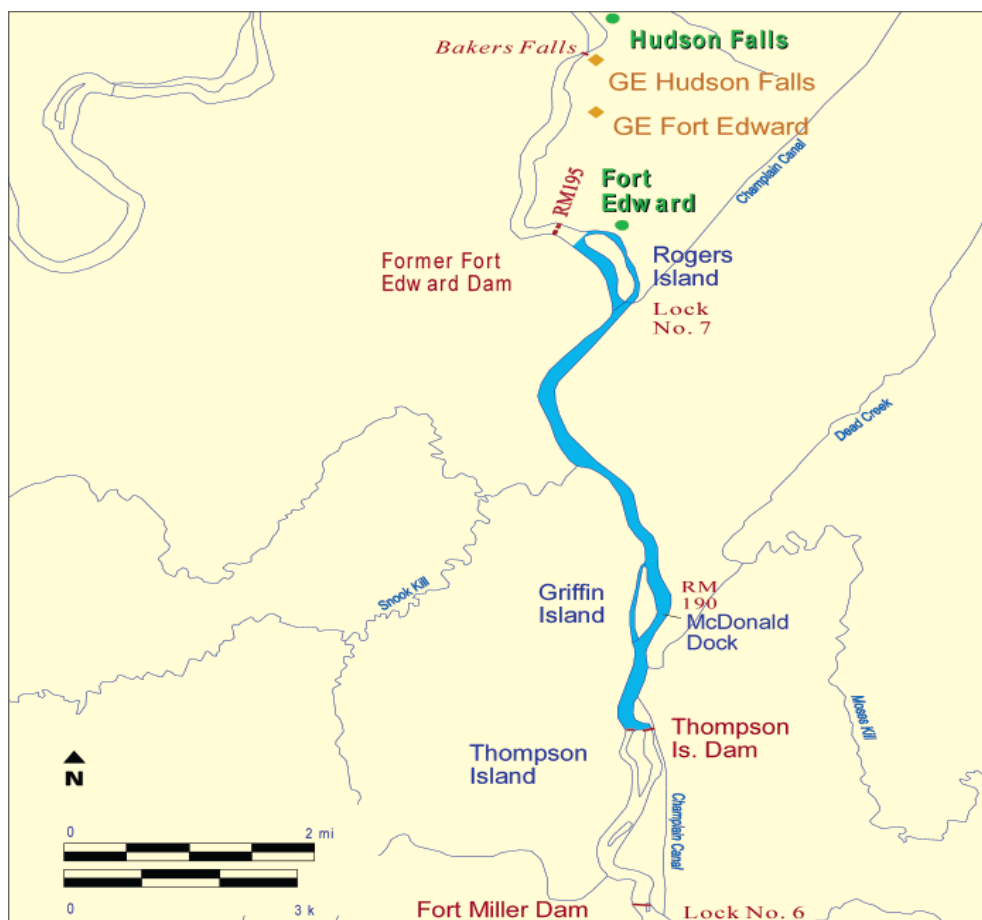 Hudson Falls
Bakers Falls
GE Hudson Falls
GE Fort Edward
Champlain Canal
RM195
Fort
Edward
Former Fort
Edward Dam
Rogers
Island
Lock
No. 7
Dead Creek
Snook Kill
Griffin
Island
RM
190
McDonald
Dock
Moses Kill
Thompson
Is. Dam
Thompson
Island
N
Champlain Canal
0
2 mi
0
3 k
Fort Miller Dam
Lock No. 6